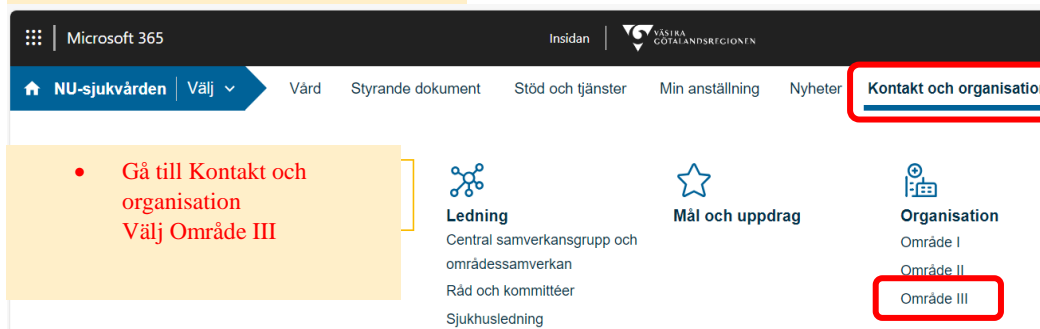 Microsoft 365
Insidan
VÄSTRA
GÖTALANDSREGIONEN
NU-sjukvården
Välj
Vård
Styrande dokument
Stöd och tjänster
Min anställning
Nyheter
Kontakt och organisation
• Gå till Kontakt och
organisation
Välj Område III
Ledning
Central samverkansgrupp och
områdessamverkan
Råd och kommittéer
Sjukhusledning
Mål och uppdrag
Organisation
Område I
Område II
Område III